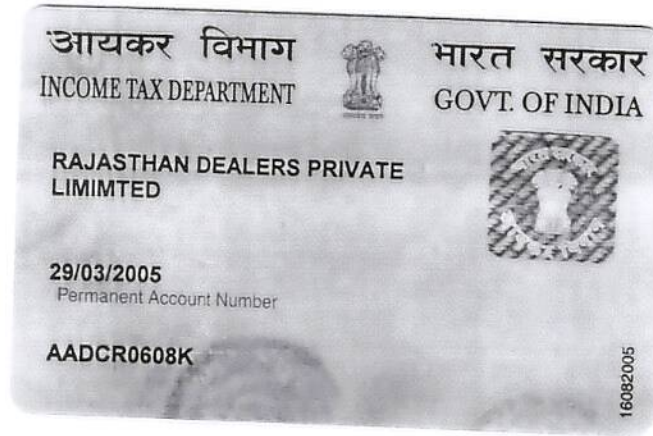 आयकर विभाग
INCOME TAX DEPARTMENT
भारत सरकार
GOVT. OF INDIA
RAJASTHAN DEALERS PRIVATE
LIMIMTED
29/03/2005
Permanent Account Number
AADCR0608K
16082005